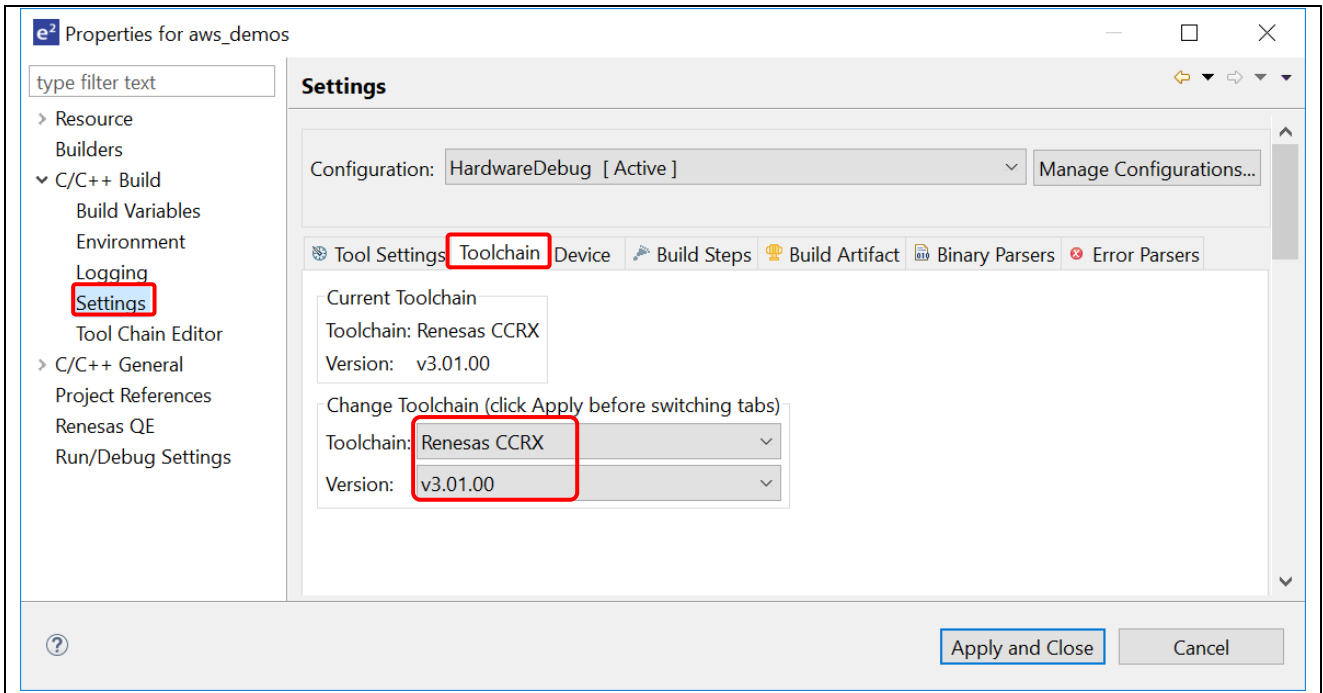 e² Properties for aws_demos
type filter text
Resource
Builders
C/C++ Build
Build Variables
Environment
Logging
Settings
Tool Chain Editor
C/C++ General
Project References
Renesas QE
Run/Debug Settings
Settings
Configuration: HardwareDebug [ Active ] Manage Configurations...
Tool Settings Toolchain Device Build Steps Build Artifact Binary Parsers Error Parsers
Current Toolchain
Toolchain: Renesas CCRX
Version: v3.01.00
Change Toolchain (click Apply before switching tabs)
Toolchain: Renesas CCRX
Version: v3.01.00
? Apply and Close Cancel